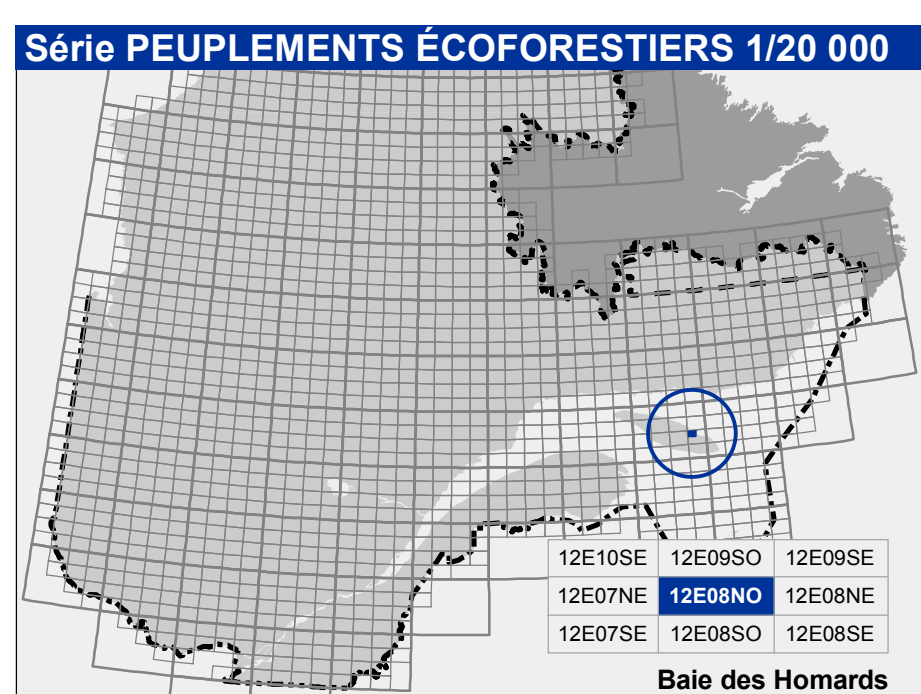 Série PEUPLEMENTS ÉCOFORESTIERS 1/20 000
12E10SE 12E09SO 12E09SE
12E07NE 12E08NO 12E08NE
12E07SE 12E08SO 12E08SE
Baie des Homards